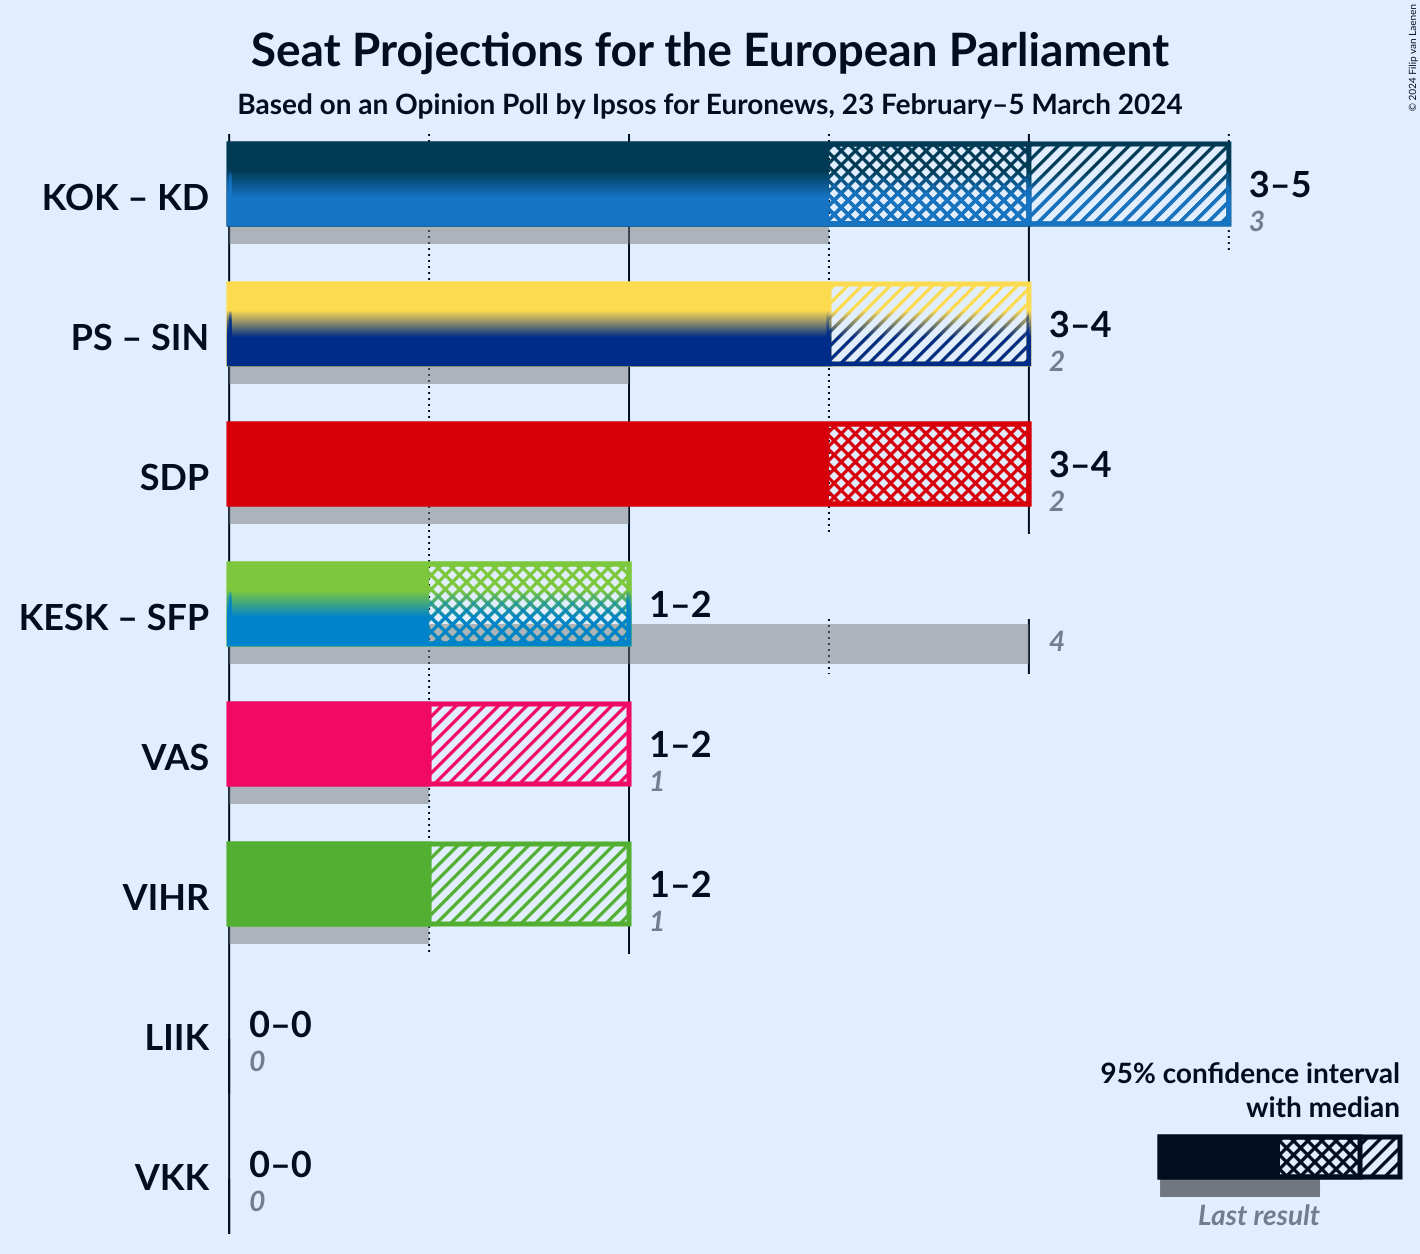 Seat Projections for the European Parliament
Based on an Opinion Poll by Ipsos for Euronews, 23 February–5 March 2024
© 2024 Filip van Laenen
KOK – KD
3–5
3
PS – SIN
3–4
2
SDP
3–4
2
KESK – SFP
1–2
4
VAS
1–2
1
VIHR
1–2
1
LIIK
0–0
0
VKK
0–0
0
95% confidence interval
with median
Last result